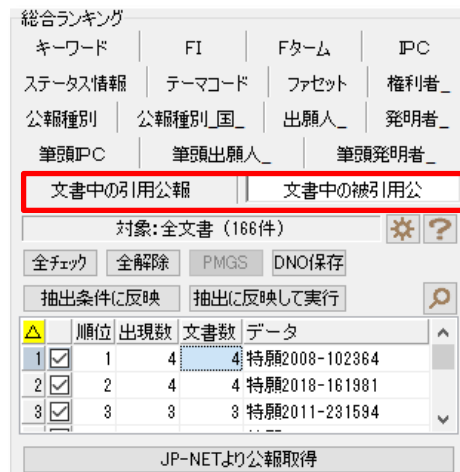 総合ランキング
キーワード FI Fターム IPC
ステータス情報 テーマコード ファセット 権利者_
公報種別 公報種別_国_ 出願人_ 発明者_
筆頭IPC 筆頭出願人_ 筆頭発明者_
文書中の引用公報 文書中の被引用公
対象:全文書 (166件) ?
全チェック 全解除 PMGS DNO保存
抽出条件に反映 抽出に反映して実行
順位 出現数 文書数 データ
1 1 4 4 特願2008-102364
2 2 4 4 特願2018-161981
3 3 3 3 特願2011-231594
JP-NETより公報取得